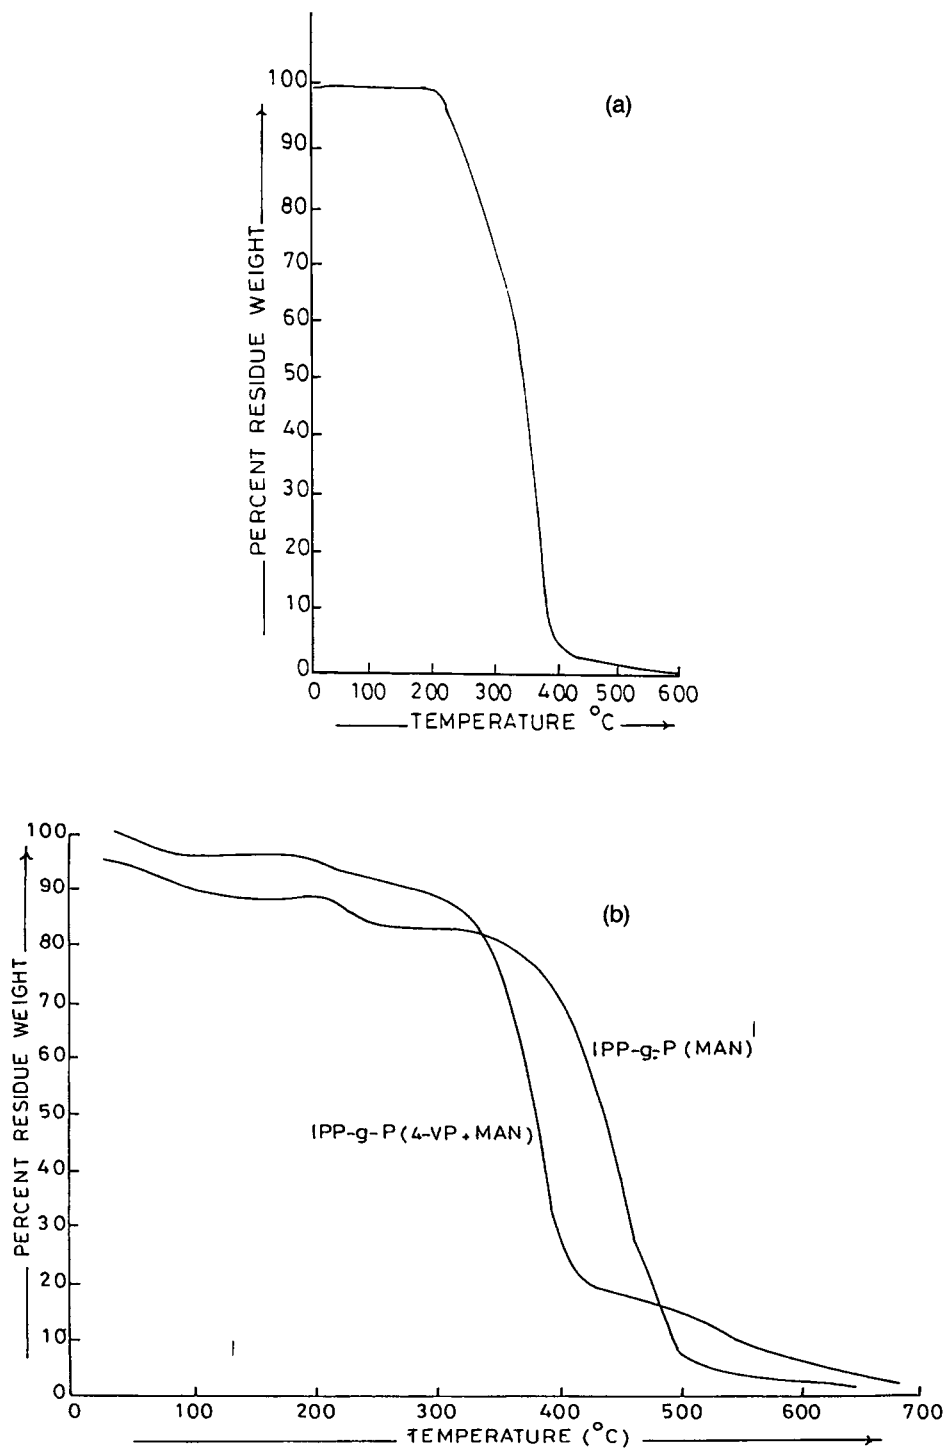 (a)
PERCENT RESIDUE WEIGHT
100
90
80
70
60
50
40
30
20
10
0
0 100 200 300 400 500 600
TEMPERATURE °C
(b)
PERCENT RESIDUE WEIGHT
100
90
80
70
60
50
40
30
20
10
0
IPP-g-P (MAN)
IPP-g-P (4-VP + MAN)
0 100 200 300 400 500 600 700
TEMPERATURE (°C)